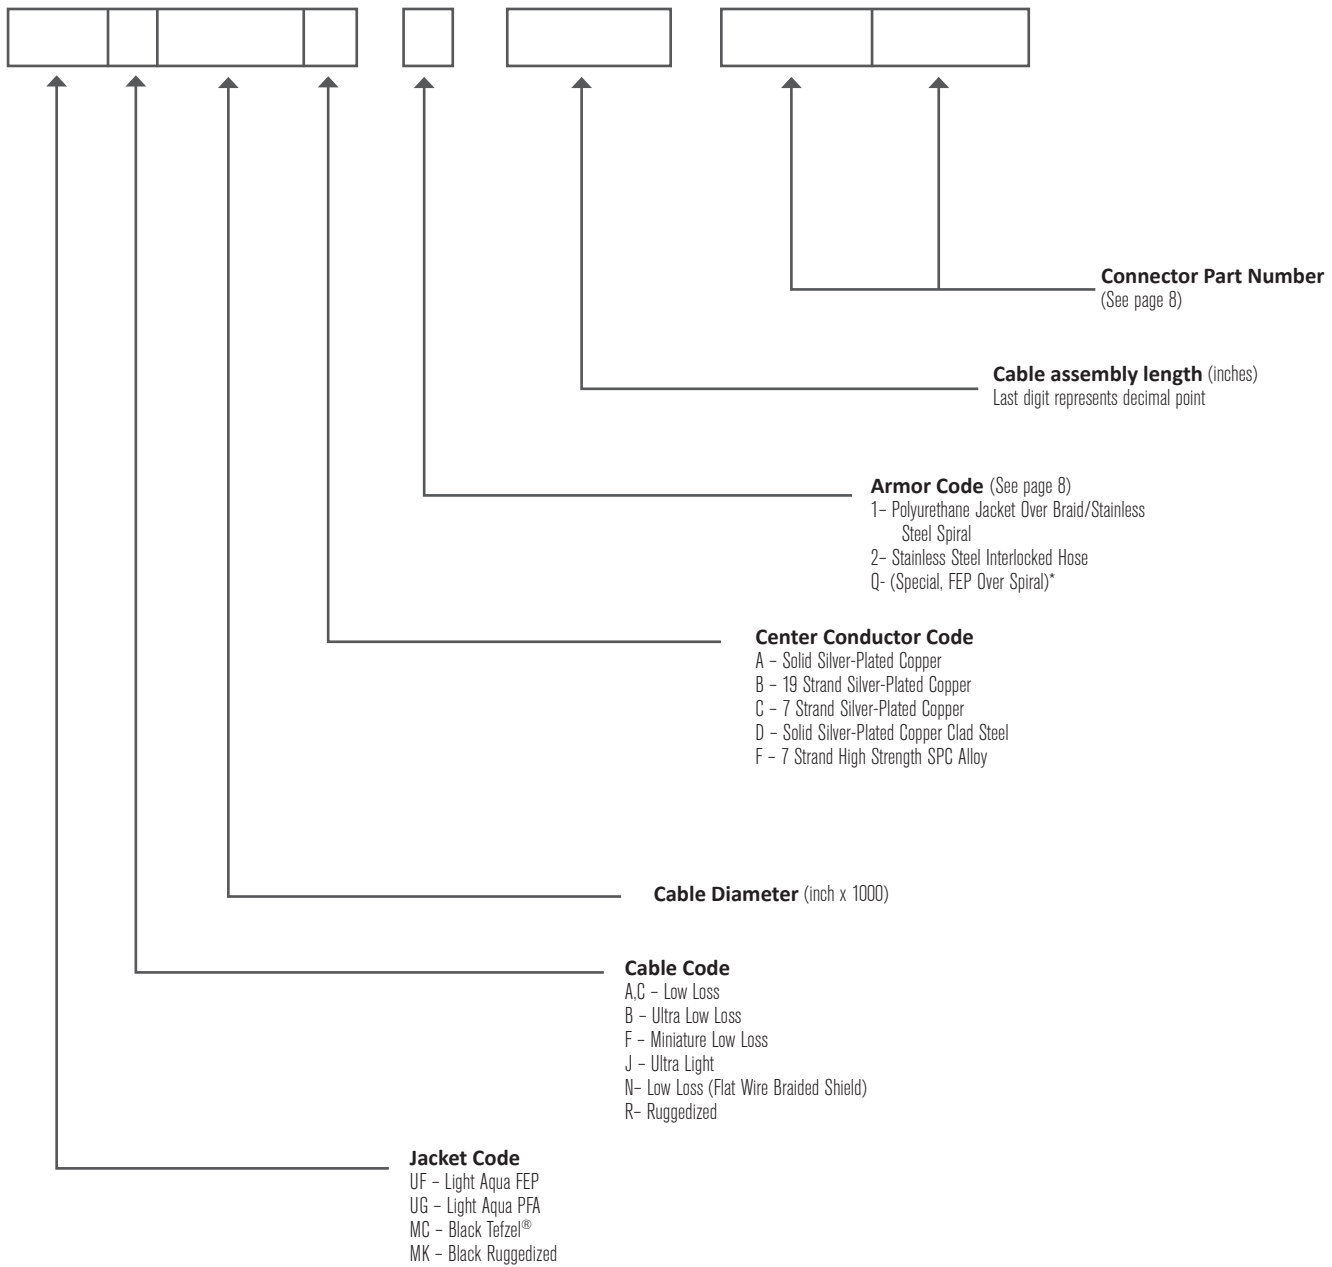 Connector Part Number
(See page 8)
Cable assembly length (inches)
Last digit represents decimal point
Armor Code (See page 8)
1– Polyurethane Jacket Over Braid/Stainless
Steel Spiral
2– Stainless Steel Interlocked Hose
Q- (Special, FEP Over Spiral)*
Center Conductor Code
A – Solid Silver-Plated Copper
B – 19 Strand Silver-Plated Copper
C – 7 Strand Silver-Plated Copper
D – Solid Silver-Plated Copper Clad Steel
F – 7 Strand High Strength SPC Alloy
Cable Diameter (inch x 1000)
Cable Code
A,C – Low Loss
B – Ultra Low Loss
F – Miniature Low Loss
J – Ultra Light
N– Low Loss (Flat Wire Braided Shield)
R– Ruggedized
Jacket Code
UF – Light Aqua FEP
UG – Light Aqua PFA
MC – Black Tefzel®
MK – Black Ruggedized